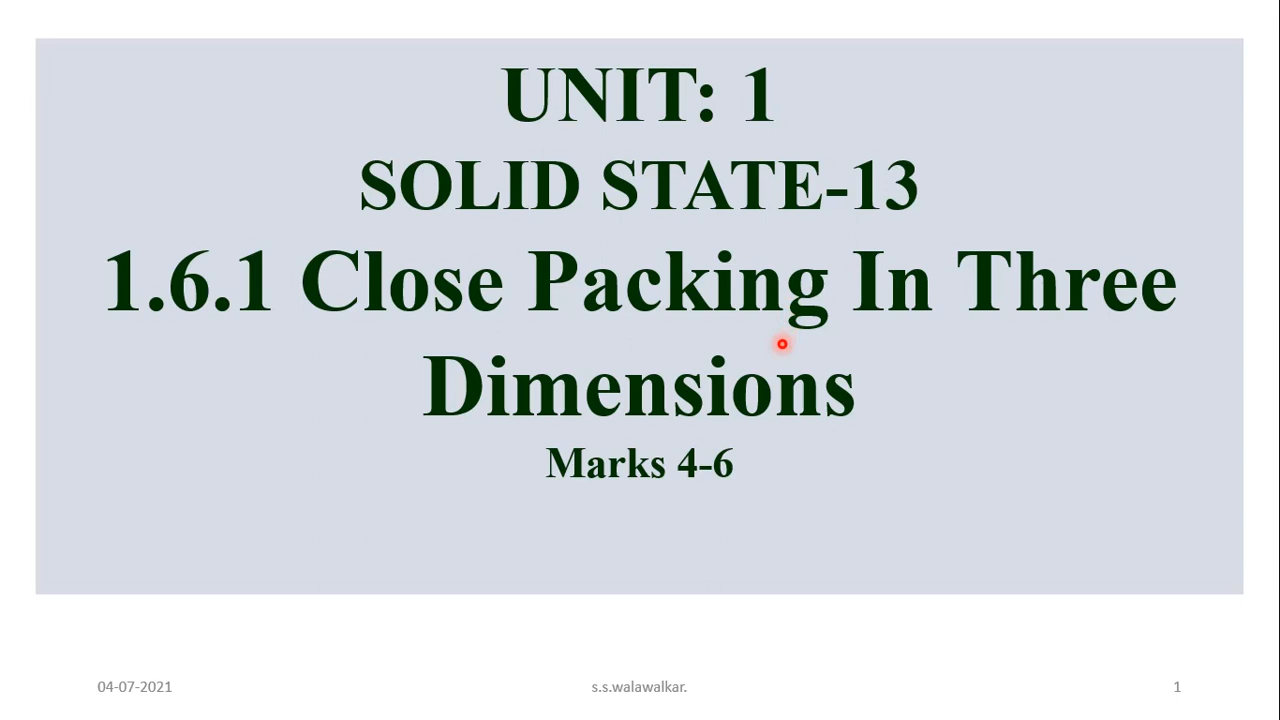 UNIT: 1
SOLID STATE-13
1.6.1 Close Packing In Three
Dimensions
Marks 4-6
04-07-2021
s.s.walawalkar.
1